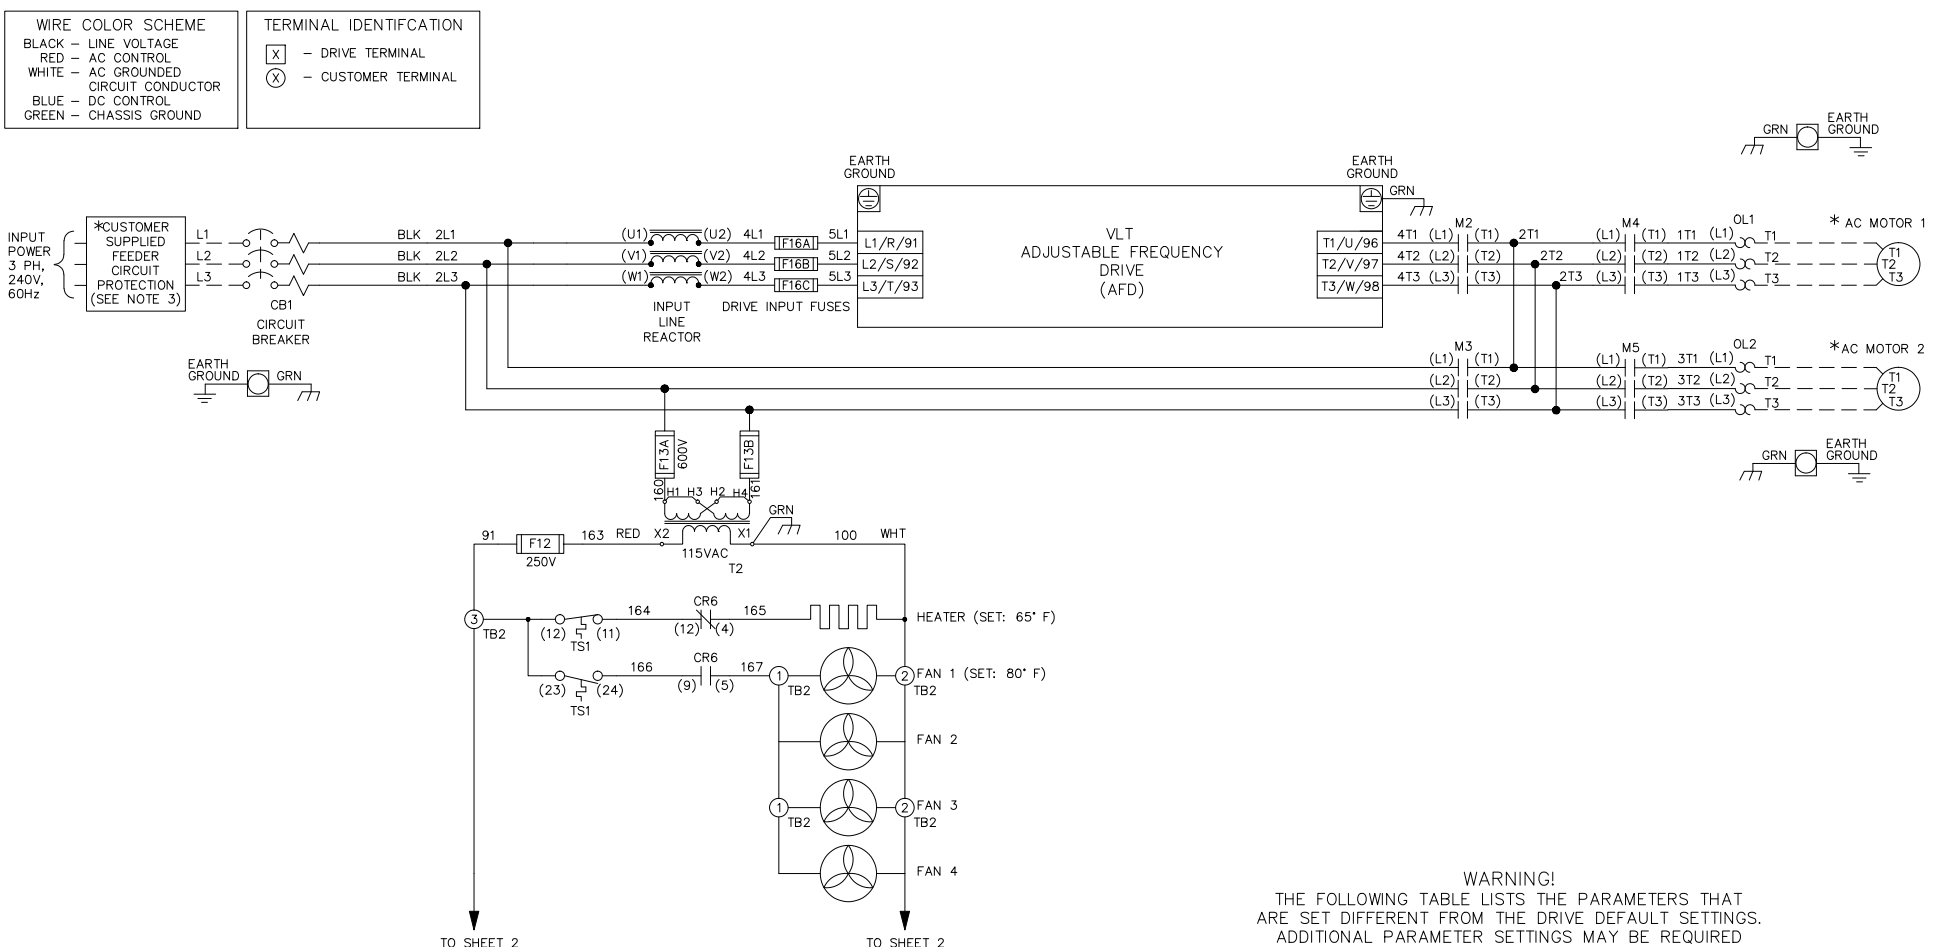 WIRE COLOR SCHEME
BLACK – LINE VOLTAGE
RED – AC CONTROL
WHITE – AC GROUNDED
CIRCUIT CONDUCTOR
BLUE – DC CONTROL
GREEN – CHASSIS GROUND
TERMINAL IDENTIFCATION
X – DRIVE TERMINAL
X – CUSTOMER TERMINAL
GRN
EARTH
GROUND
INPUT
POWER
3 PH,
240V,
60Hz
*CUSTOMER
SUPPLIED
FEEDER
CIRCUIT
PROTECTION
(SEE NOTE 3)
L1
L2
L3
CB1
CIRCUIT
BREAKER
EARTH
GROUND
GRN
BLK 2L1
BLK 2L2
BLK 2L3
(U1) (U2) 4L1 F16A 5L1
(V1) (V2) 4L2 F16B 5L2
(W1) (W2) 4L3 F16C 5L3
INPUT
LINE
REACTOR
DRIVE INPUT FUSES
EARTH
GROUND
L1/R/91
L2/S/92
L3/T/93
VLT
ADJUSTABLE FREQUENCY
DRIVE
(AFD)
EARTH
GROUND
GRN
T1/U/96
T2/V/97
T3/W/98
M2 M4 OL1
4T1 (L1) (T1) 2T1 (L1) (T1) 1T1 (L1) T1
4T2 (L2) (T2) 2T2 (L2) (T2) 1T2 (L2) T2
4T3 (L3) (T3) 2T3 (L3) (T3) 1T3 (L3) T3
* AC MOTOR 1
T1
T2
T3
M3 M5 OL2
(L1) (T1) (L1) (T1) 3T1 (L1) T1
(L2) (T2) (L2) (T2) 3T2 (L2) T2
(L3) (T3) (L3) (T3) 3T3 (L3) T3
*AC MOTOR 2
T1
T2
T3
GRN
EARTH
GROUND
F13A
600V
F13B
160 H1 H3 H2 H4 161
GRN
91 F12 163 RED X2 X1 100 WHT
250V
115VAC
T2
3
TB2
(12) (11)
TS1
164
CR6
(12) (4)
165
HEATER (SET: 65° F)
(23) (24)
TS1
166
CR6
(9) (5)
167
1
TB2
2
TB2
FAN 1 (SET: 80° F)
FAN 2
1
TB2
2
TB2
FAN 3
FAN 4
TO SHEET 2
TO SHEET 2
WARNING!
THE FOLLOWING TABLE LISTS THE PARAMETERS THAT
ARE SET DIFFERENT FROM THE DRIVE DEFAULT SETTINGS.
ADDITIONAL PARAMETER SETTINGS MAY BE REQUIRED